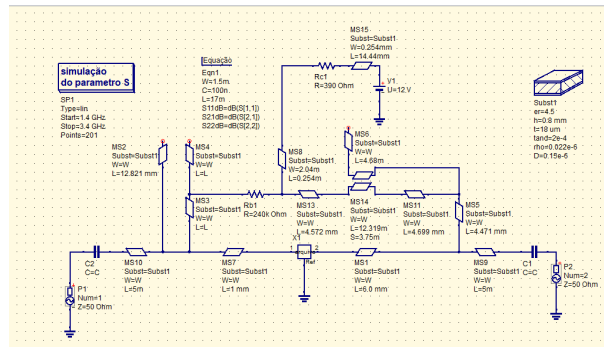 MS15
Subst=Subst1
W=0.254mm
L=14.44mm
simulação
do parametro S
SP1
Type=lin
Start=1.4 GHz
Stop=3.4 GHz
Points=201
Equação
Eqn1
W=1.5m
C=100n
L=17m
S11dB=dB(S[1,1])
S21dB=dB(S[2,1])
S22dB=dB(S[2,2])
Rc1
R=390 Ohm
V1
U=12 V
Subst1
er=4.5
h=0.8 mm
t=18 um
tand=2e-4
rho=0.022e-6
D=0.15e-6
MS2
Subst=Subst1
W=W
L=12.821 mm
MS4
Subst=Subst1
W=W
L=L
MS8
Subst=Subst1
W=2.04m
L=0.254m
MS6
Subst=Subst1
W=W
L=4.68m
MS3
Subst=Subst1
W=W
L=L
Rb1
R=240k Ohm
MS13
Subst=Subst1
W=W
L=4.572 mm
MS14
Subst=Subst1
W=W
L=12.319m
S=3.75m
MS11
Subst=Subst1
W=W
L=4.699 mm
MS5
Subst=Subst1
W=W
L=4.471 mm
C2
C=C
MS10
Subst=Subst1
W=W
L=5m
MS7
Subst=Subst1
W=W
L=1 mm
X1
1
2
Ref
MS1
Subst=Subst1
W=W
L=6.0 mm
MS9
Subst=Subst1
W=W
L=5m
C1
C=C
P1
Num=1
Z=50 Ohm
P2
Num=2
Z=50 Ohm